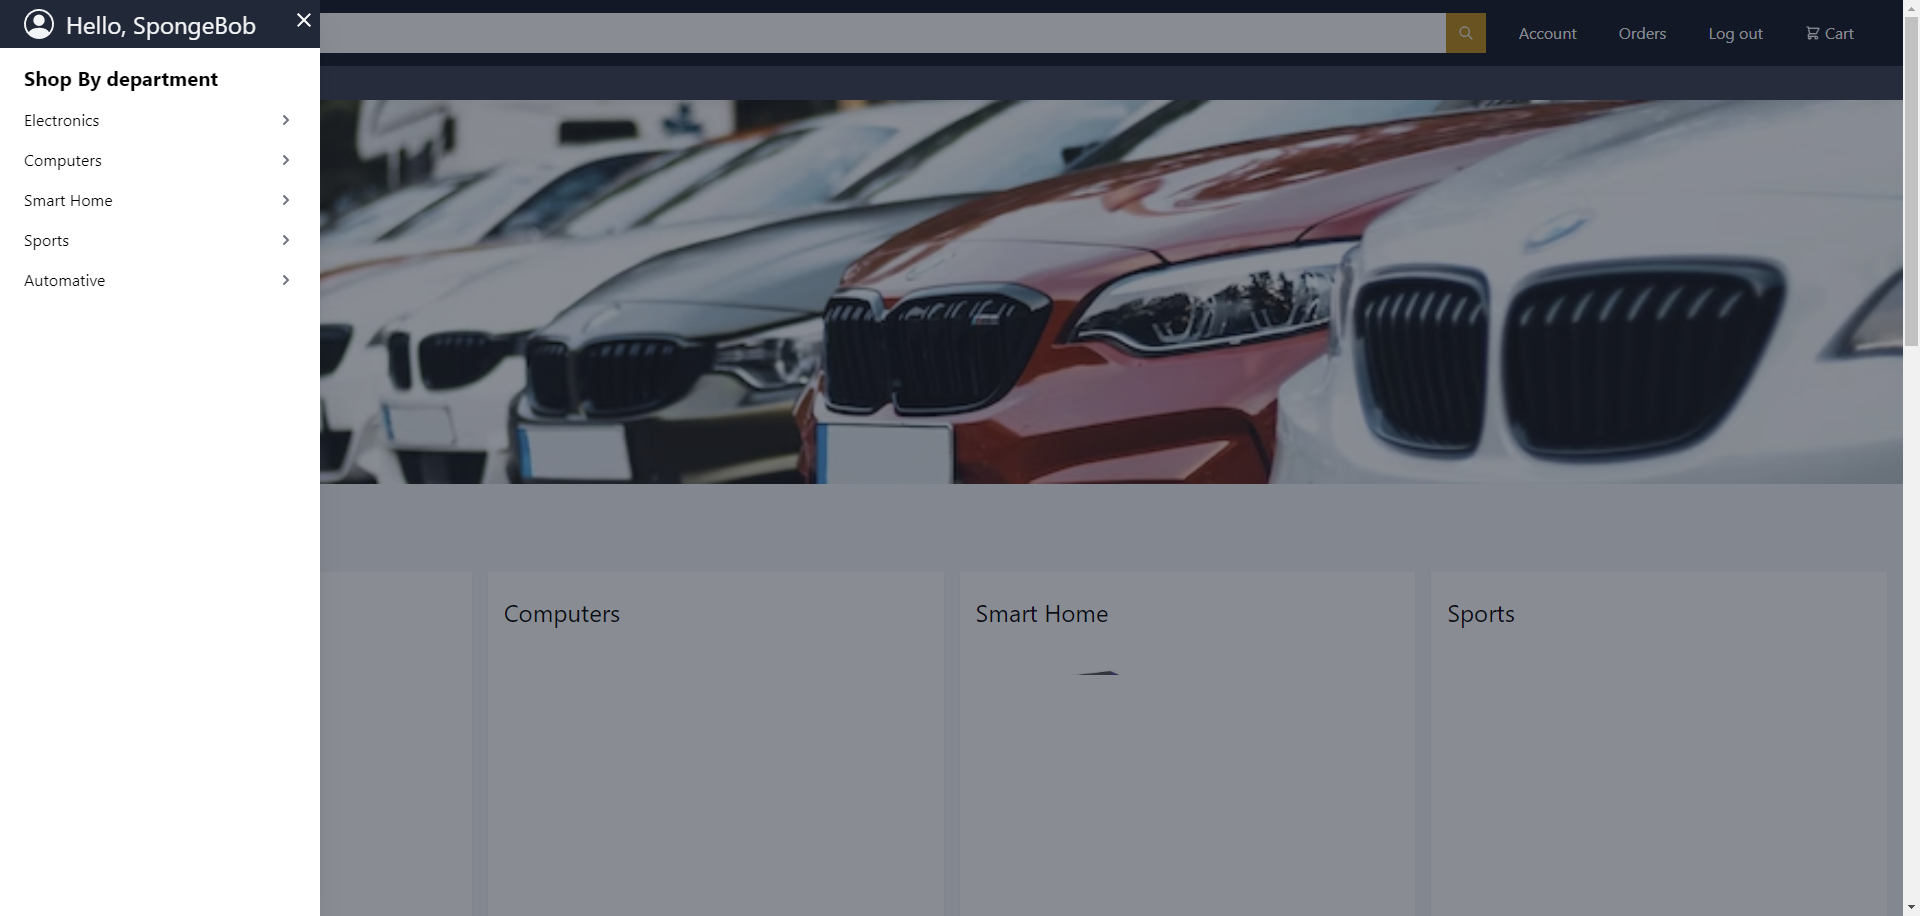 Hello, SpongeBob
Account
Orders
Log out
Cart
Shop By department
Electronics
Computers
Smart Home
Sports
Automative
Computers
Smart Home
Sports